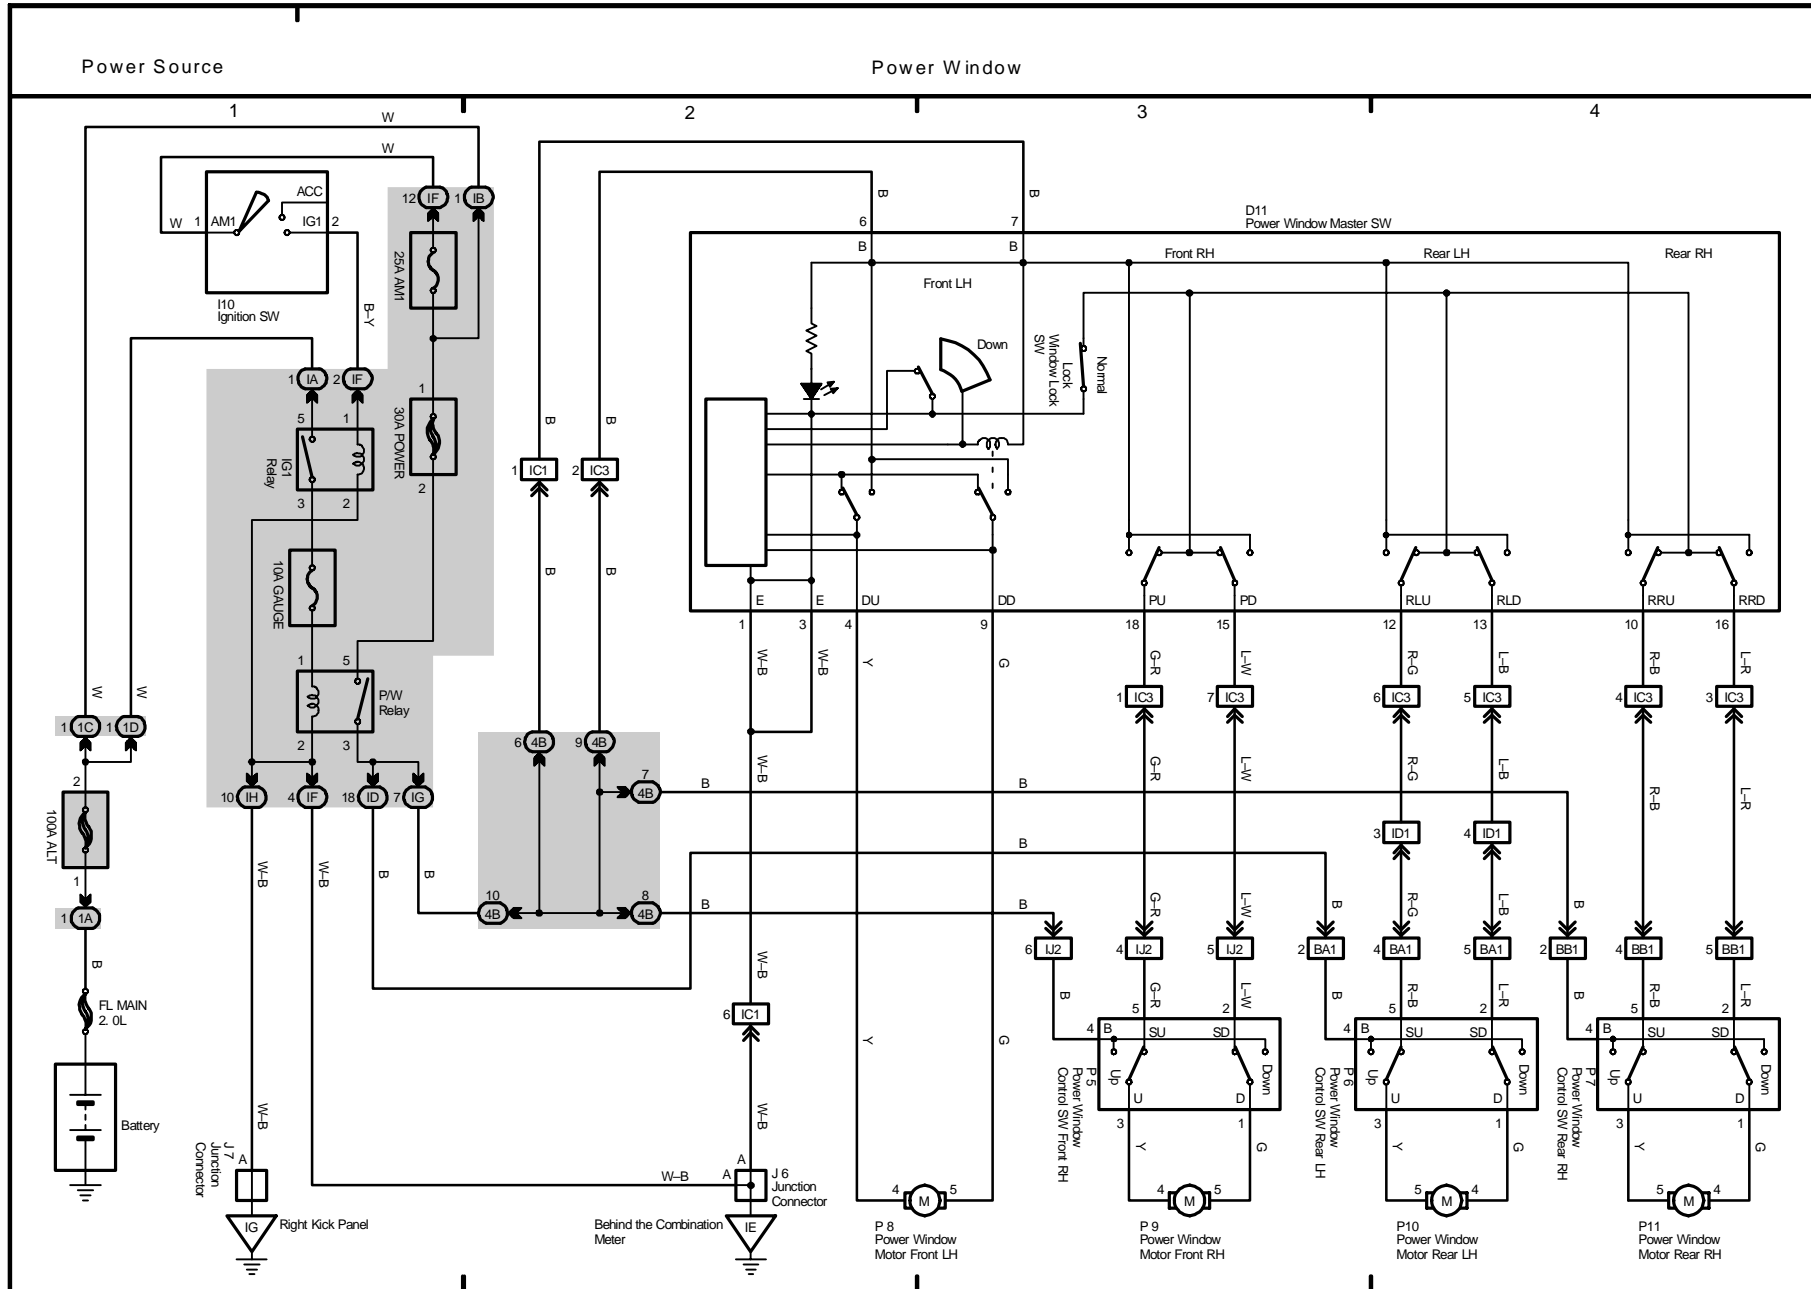 Power Source
Power Window
1
2
3
4
W
W
ACC
W 1 AM1 IG1 2
I10
Ignition SW
B–Y
12 IF
1 IB
25A AM1
1
30A POWER
2
1 IA
2 IF
5
1
IG1
Relay
3
2
10A GAUGE
1
5
P/W
Relay
2
3
10 IH
4 IF
18 ID
7 IG
W
W
1 1C
1 1D
2
100A ALT
1
1 1A
B
FL MAIN
2. 0L
Battery
W–B
W–B
B
B
W–B
J 7
Junction
Connector
A
IG
Right Kick Panel
B
B
1 IC1
2 IC3
B
B
6 4B
9 4B
7
4B
10
4B
8
4B
B
B
6
7
B
B
D11
Power Window Master SW
Front LH
Front RH
Rear LH
Rear RH
Down
Window Lock
SW
Lock
Normal
E
E
DU
DD
PU
PD
RLU
RLD
RRU
RRD
1
3
4
9
18
15
12
13
10
16
W–B
W–B
Y
G
G–R
L–W
R–G
L–B
R–B
L–R
1 IC3
7 IC3
6 IC3
5 IC3
4 IC3
3 IC3
W–B
G–R
L–W
R–G
L–B
R–B
L–R
B
B
B
B
B
B
3 ID1
4 ID1
W–B
G–R
L–W
B
R–G
L–B
B
6 IJ2
4 IJ2
5 IJ2
2 BA1
4 BA1
5 BA1
2 BB1
4 BB1
5 BB1
B
G–R
L–W
B
R–B
L–R
B
R–B
L–R
6 IC1
W–B
Y
G
4 B
5
SU
2
SD
Up
Down
U
D
3
1
P 5
Power Window
Control SW Front RH
4 B
5
SU
2
SD
Up
Down
U
D
3
1
P 6
Power Window
Control SW Rear LH
4 B
5
SU
2
SD
Up
Down
U
D
3
1
P 7
Power Window
Control SW Rear RH
Y
G
Y
G
Y
G
W–B
A
A
J 6
Junction
Connector
IE
Behind the Combination
Meter
4 M 5
P 8
Power Window
Motor Front LH
4 M 5
P 9
Power Window
Motor Front RH
5 M 4
P10
Power Window
Motor Rear LH
5 M 4
P11
Power Window
Motor Rear RH